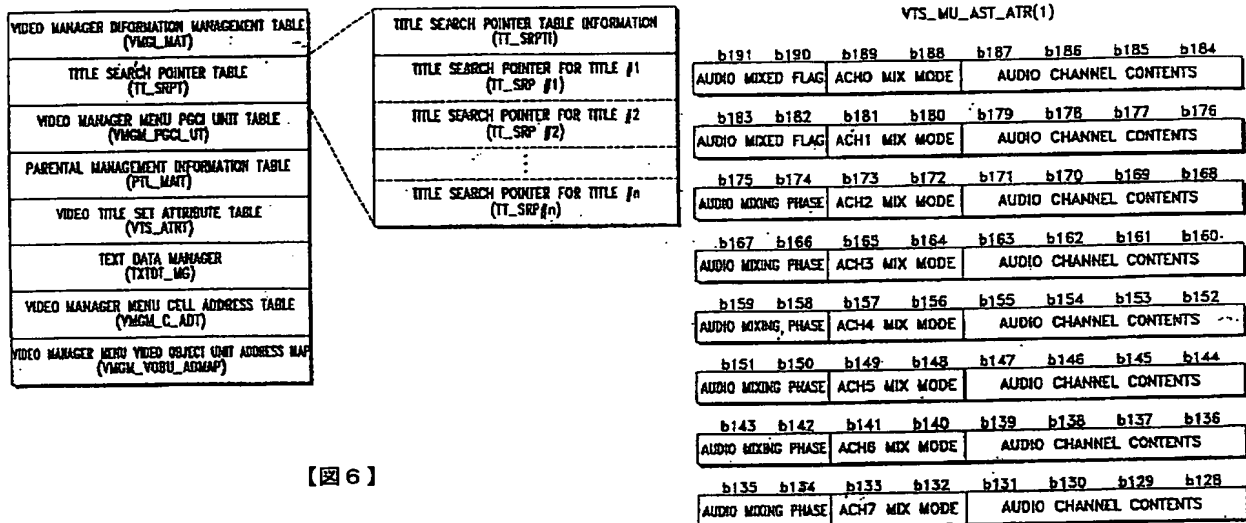 VIDEO MANAGER INFORMATION MANAGEMENT TABLE
(VMGI_MAT)
TITLE SEARCH POINTER TABLE
(TT_SRPT)
VIDEO MANAGER MENU PGCI UNIT TABLE
(VMGM_PGCI_UT)
PARENTAL MANAGEMENT INFORMATION TABLE
(PTL_MAIT)
VIDEO TITLE SET ATTRIBUTE TABLE
(VTS_ATRT)
TEXT DATA MANAGER
(TXTDT_MG)
VIDEO MANAGER MENU CELL ADDRESS TABLE
(VMGM_C_ADT)
VIDEO MANAGER MENU VIDEO OBJECT UNIT ADDRESS MAP
(VMGM_VOBU_ADMAP)
TITLE SEARCH POINTER TABLE INFORMATION
(TT_SRPTI)
TITLE SEARCH POINTER FOR TITLE #1
(TT_SRP #1)
TITLE SEARCH POINTER FOR TITLE #2
(TT_SRP #2)
TITLE SEARCH POINTER FOR TITLE #n
(TT_SRP#n)
【図6】
VTS_MU_AST_ATR(1)
b191 b190 b189 b188 b187 b186 b185 b184
AUDIO MIXED FLAG ACH0 MIX MODE AUDIO CHANNEL CONTENTS
b183 b182 b181 b180 b179 b178 b177 b176
AUDIO MIXED FLAG ACH1 MIX MODE AUDIO CHANNEL CONTENTS
b175 b174 b173 b172 b171 b170 b169 b168
AUDIO MIXING PHASE ACH2 MIX MODE AUDIO CHANNEL CONTENTS
b167 b166 b165 b164 b163 b162 b161 b160
AUDIO MIXING PHASE ACH3 MIX MODE AUDIO CHANNEL CONTENTS
b159 b158 b157 b156 b155 b154 b153 b152
AUDIO MIXING PHASE ACH4 MIX MODE AUDIO CHANNEL CONTENTS
b151 b150 b149 b148 b147 b146 b145 b144
AUDIO MIXING PHASE ACH5 MIX MODE AUDIO CHANNEL CONTENTS
b143 b142 b141 b140 b139 b138 b137 b136
AUDIO MIXING PHASE ACH6 MIX MODE AUDIO CHANNEL CONTENTS
b135 b134 b133 b132 b131 b130 b129 b128
AUDIO MIXING PHASE ACH7 MIX MODE AUDIO CHANNEL CONTENTS